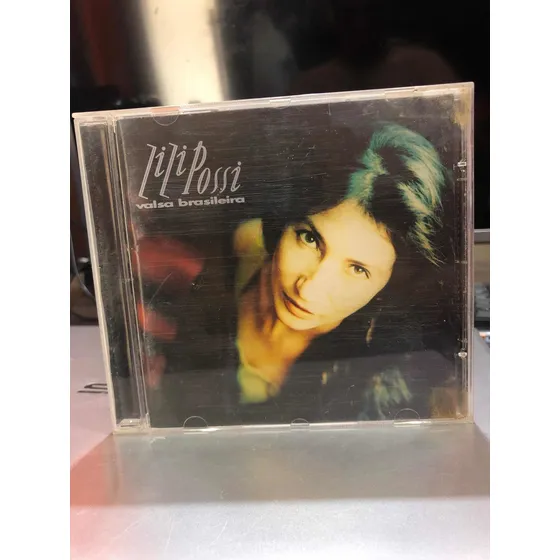 ZiZi Possi
valsa brasileira